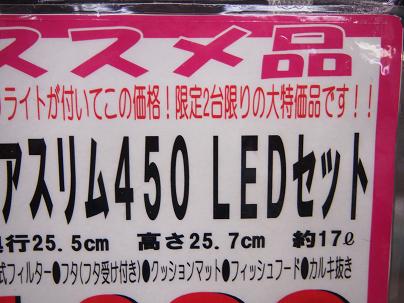 ススメ品
ライトが付いてこの価格！限定2台限りの大特価品です！！
アスリム450 LEDセット
奥行25.5cm 高さ25.7cm 約17ℓ
式フィルター●フタ(フタ受け付き)●クッションマット●フィッシュフード●カルキ抜き